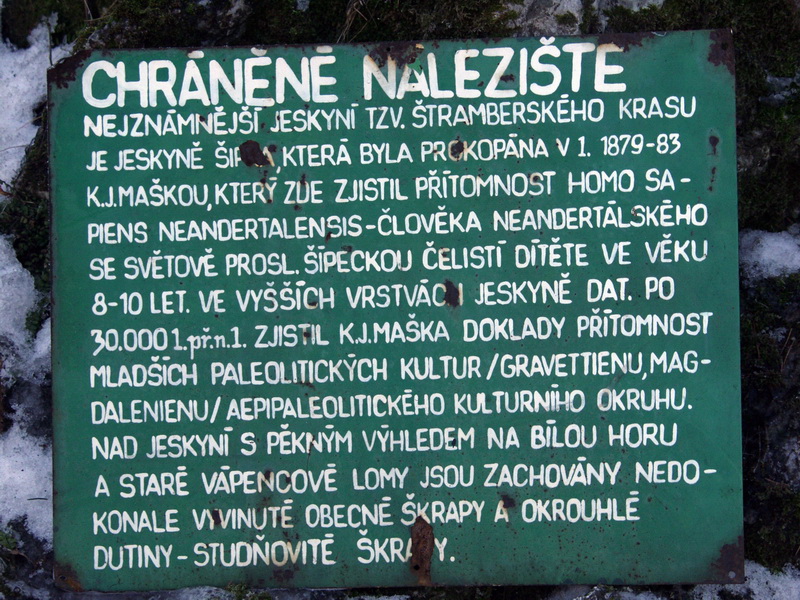 CHRÁNĚNÉ NALEZIŠTE
NEJZNÁMNĚJŠÍ JESKYNÍ TZV. ŠTRAMBERSKÉHO KRASU
JE JESKYNĚ ŠIPKA, KTERÁ BYLA PROKOPÁNA V 1. 1879-83
K.J.MAŠKOU, KTERÝ ZDE ZJISTIL PŘÍTOMNOST HOMO SA-
PIENS NEANDERTALENSIS-ČLOVĚKA NEANDERTÁLSKÉHO
SE SVĚTOVĚ PROSL. ŠÍPECKOU ČELISTÍ DÍTĚTE VE VĚKU
8-10 LET. VE VYŠŠÍCH VRSTVÁCH JESKYNĚ DAT. PO
30.000 l.př.n.l. ZJISTIL K.J.MAŠKA DOKLADY PŘÍTOMNOST
MLADŠÍCH PALEOLITICKÝCH KULTUR/GRAVETTIENU, MAG-
DALENIENU/AEPIPALEOLITICKÉHO KULTURNÍHO OKRUHU.
NAD JESKYNÍ S PĚKNÝM VÝHLEDEM NA BÍLOU HORU
A STARÉ VÁPENCOVÉ LOMY JSOU ZACHOVÁNY NEDO-
KONALE VYVINUTÉ OBECNÉ ŠKRAPY A OKROUHLÉ
DUTINY-STUDŇOVITÉ ŠKRAPY.